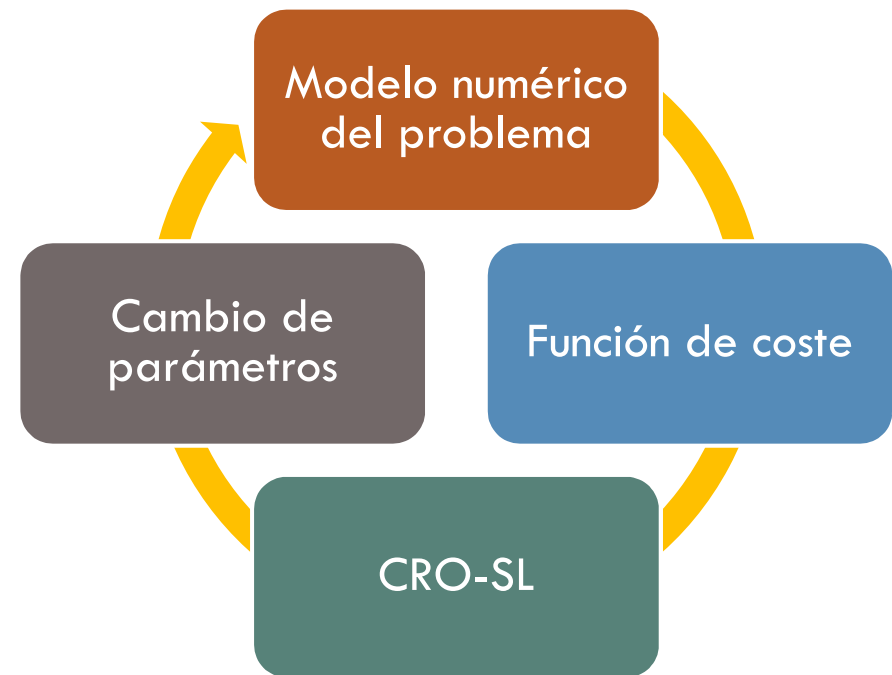 Modelo numérico
del problema
Cambio de
parámetros
Función de coste
CRO-SL